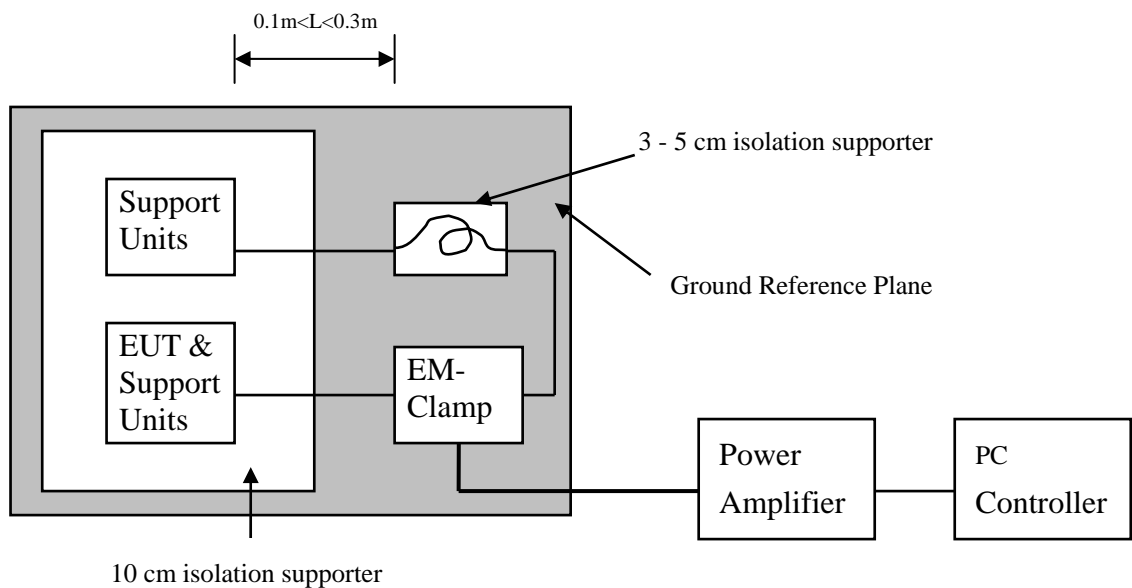 0.1m<L<0.3m
3 - 5 cm isolation supporter
Support
Units
Ground Reference Plane
EUT &
Support
Units
EM-
Clamp
Power
Amplifier
PC
Controller
10 cm isolation supporter